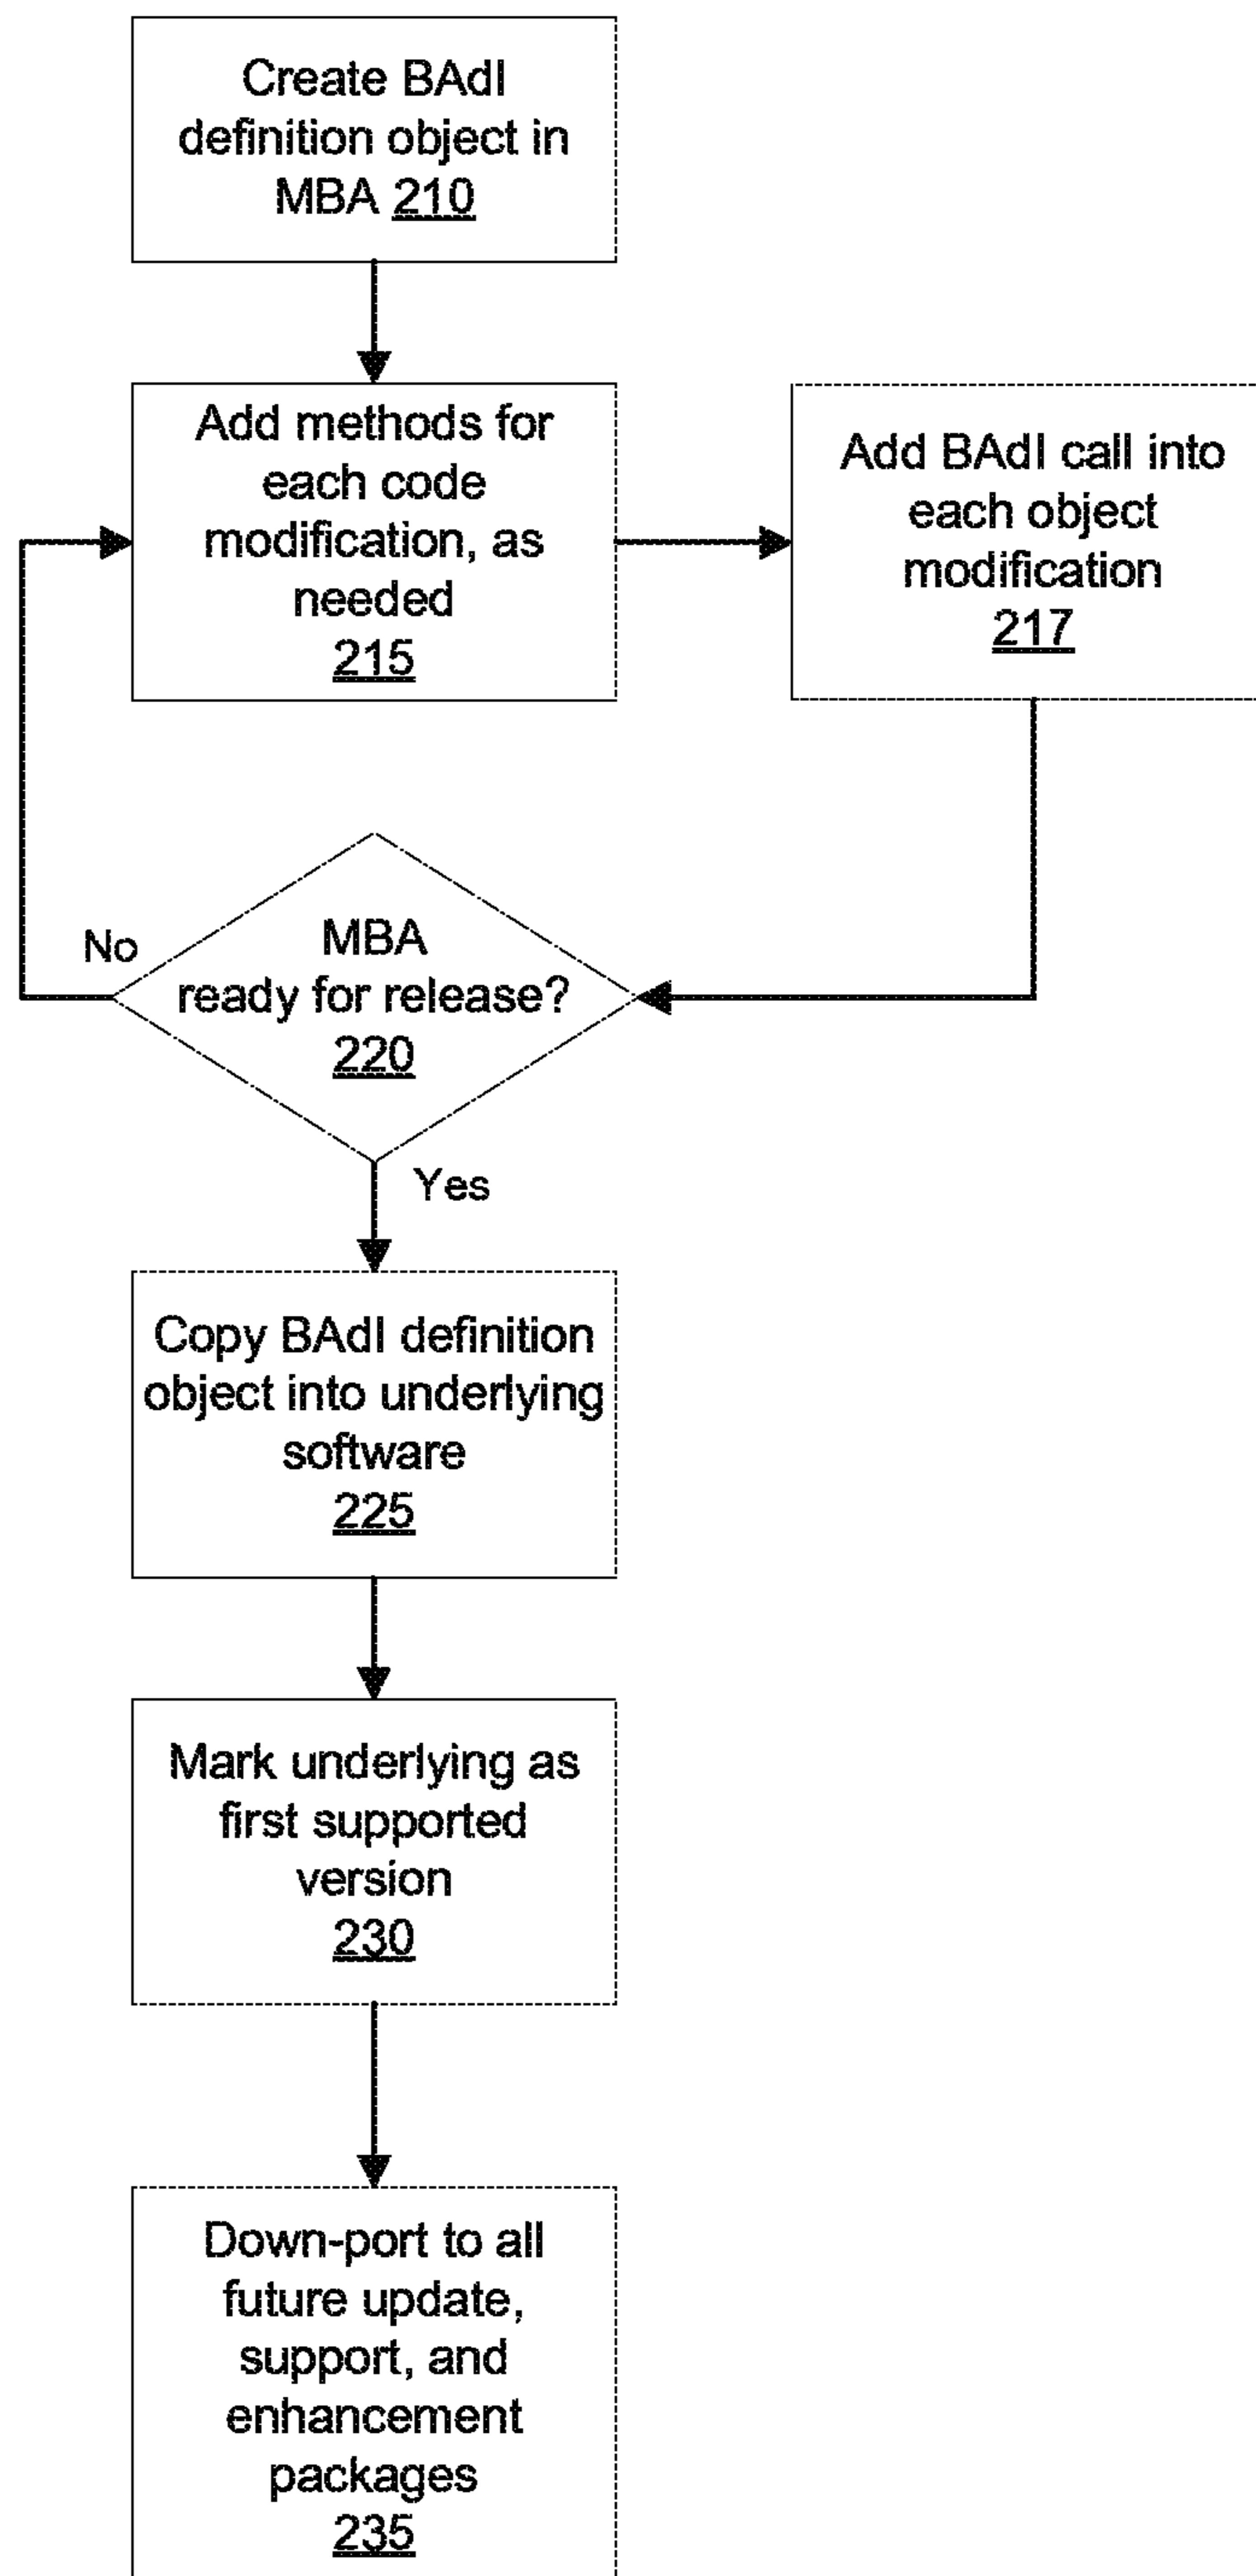 Create BAdI
definition object in
MBA 210
Add methods for
each code
modification, as
needed
215
Add BAdI call into
each object
modification
217
No
MBA
ready for release?
220
Yes
Copy BAdI definition
object into underlying
software
225
Mark underlying as
first supported
version
230
Down-port to all
future update,
support, and
enhancement
packages
235